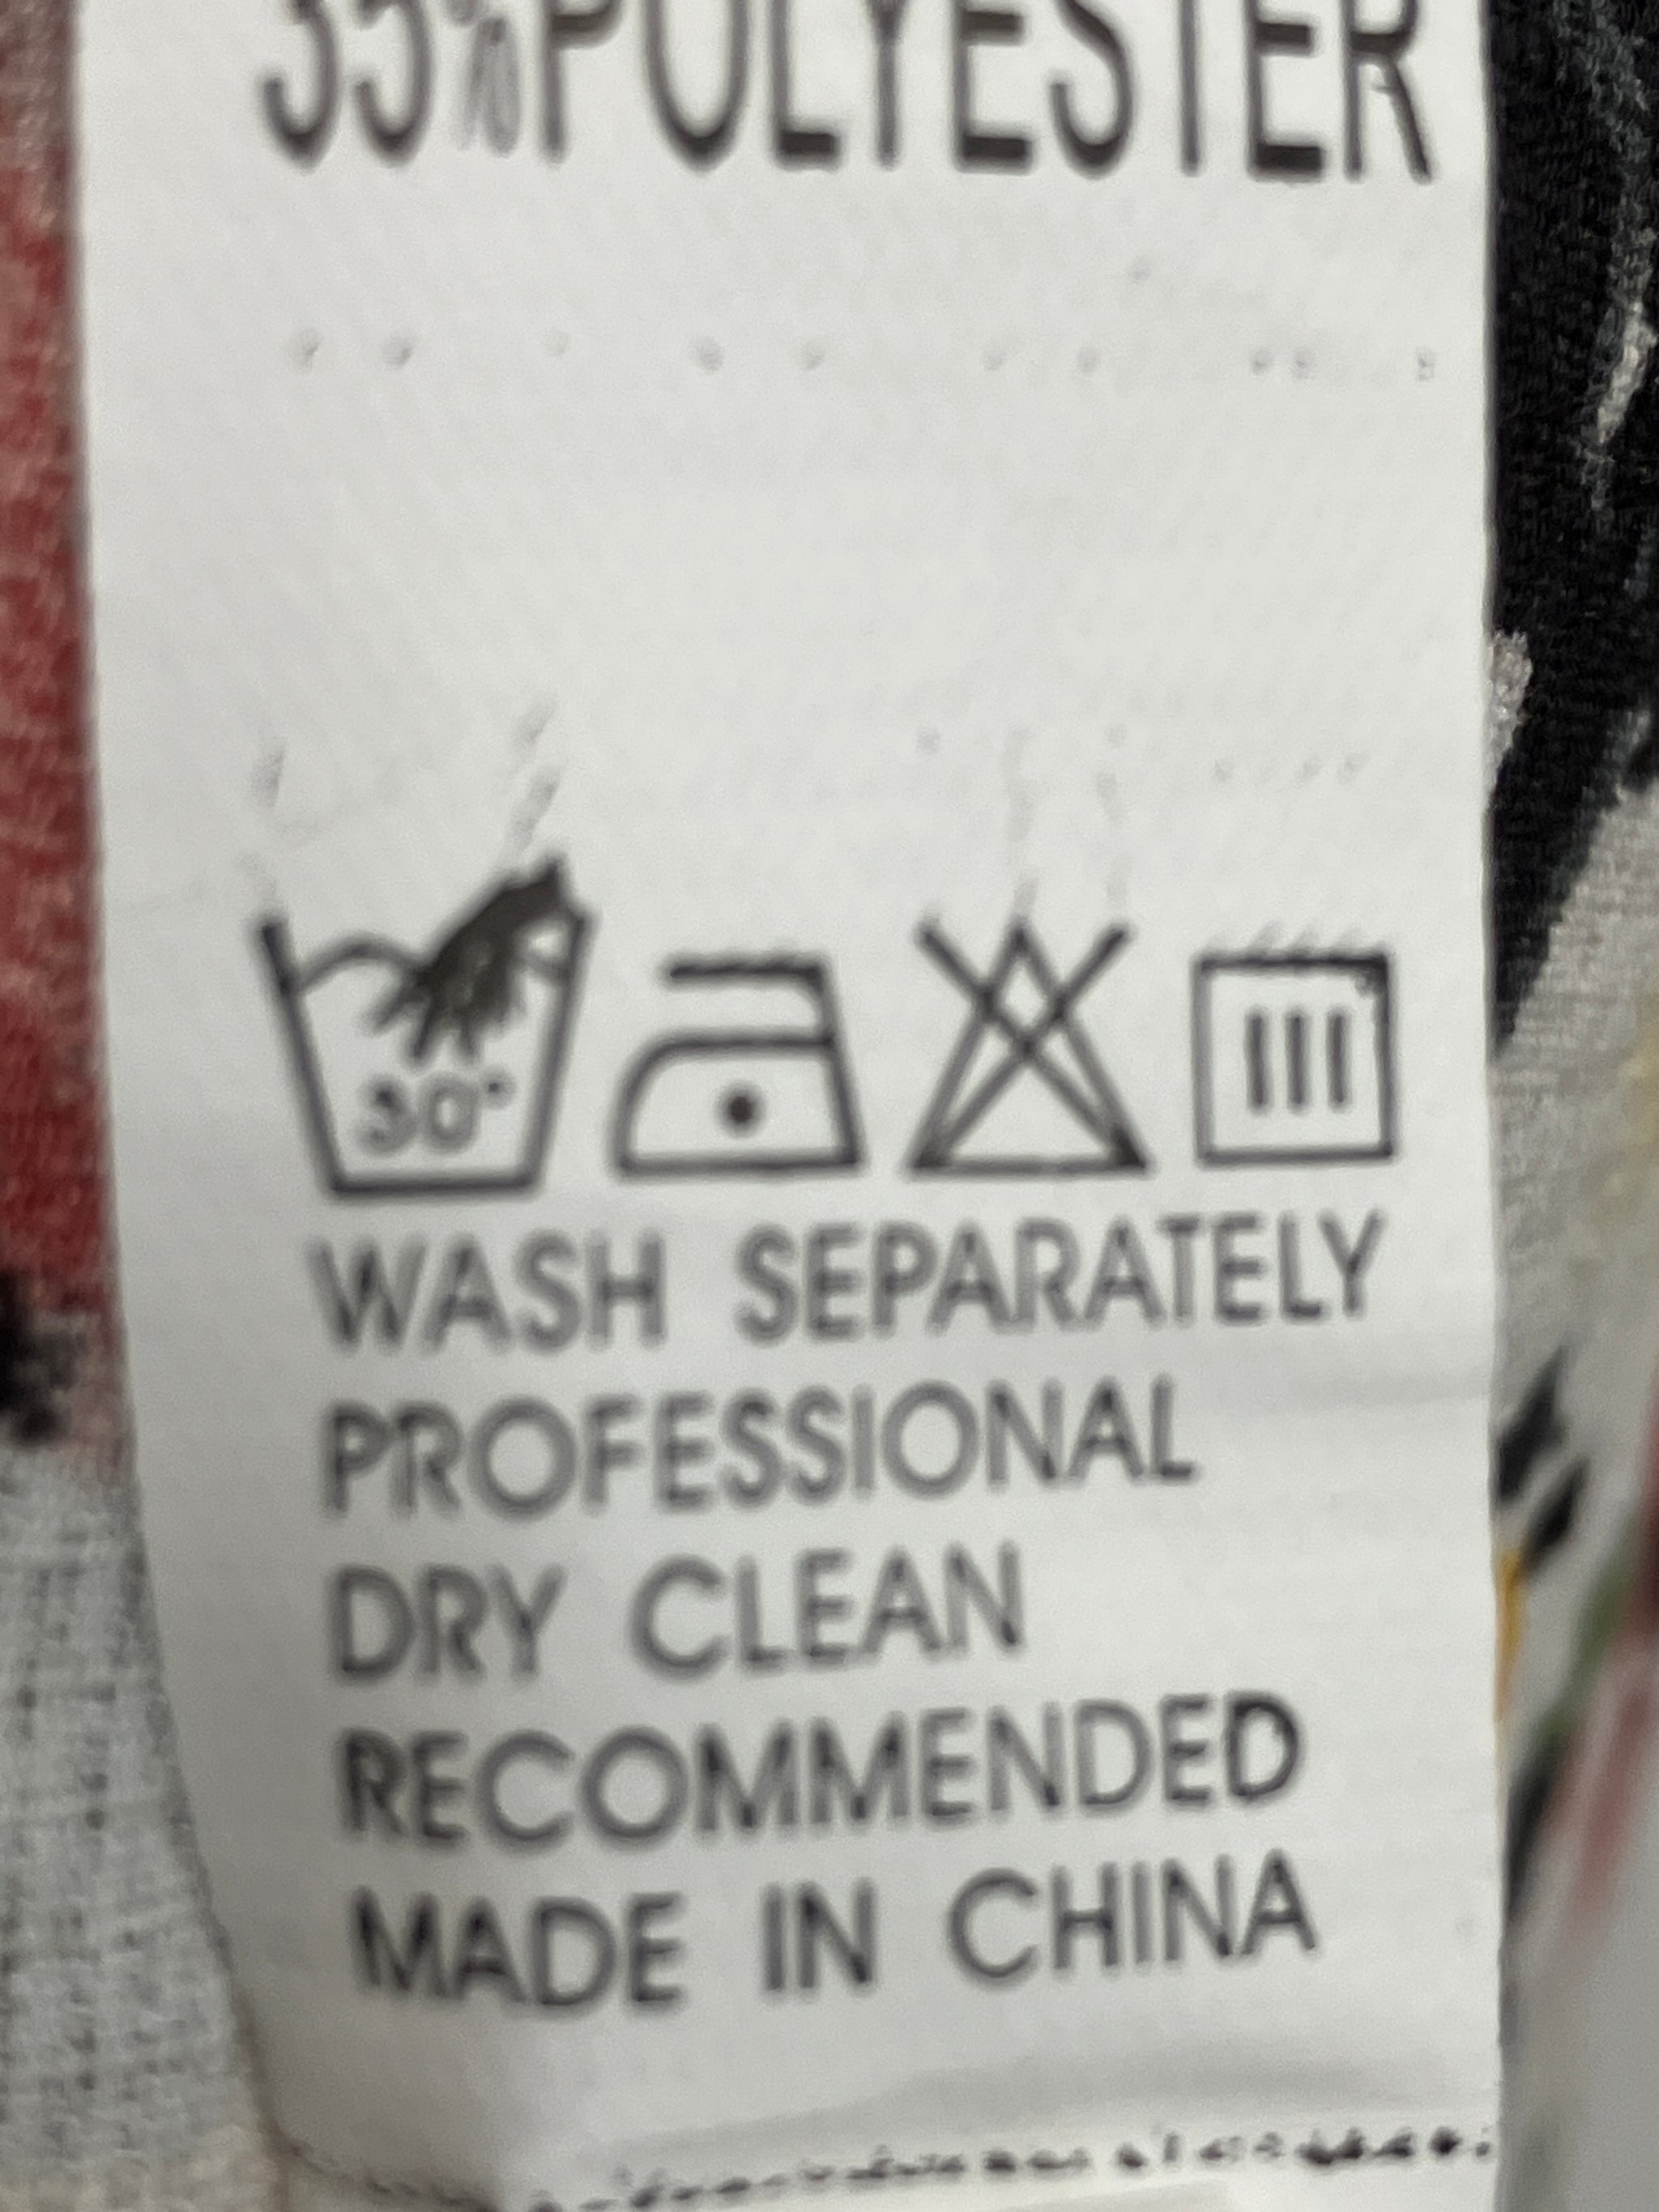 35%POLYESTER
30°
WASH SEPARATELY
PROFESSIONAL
DRY CLEAN
RECOMMENDED
MADE IN CHINA